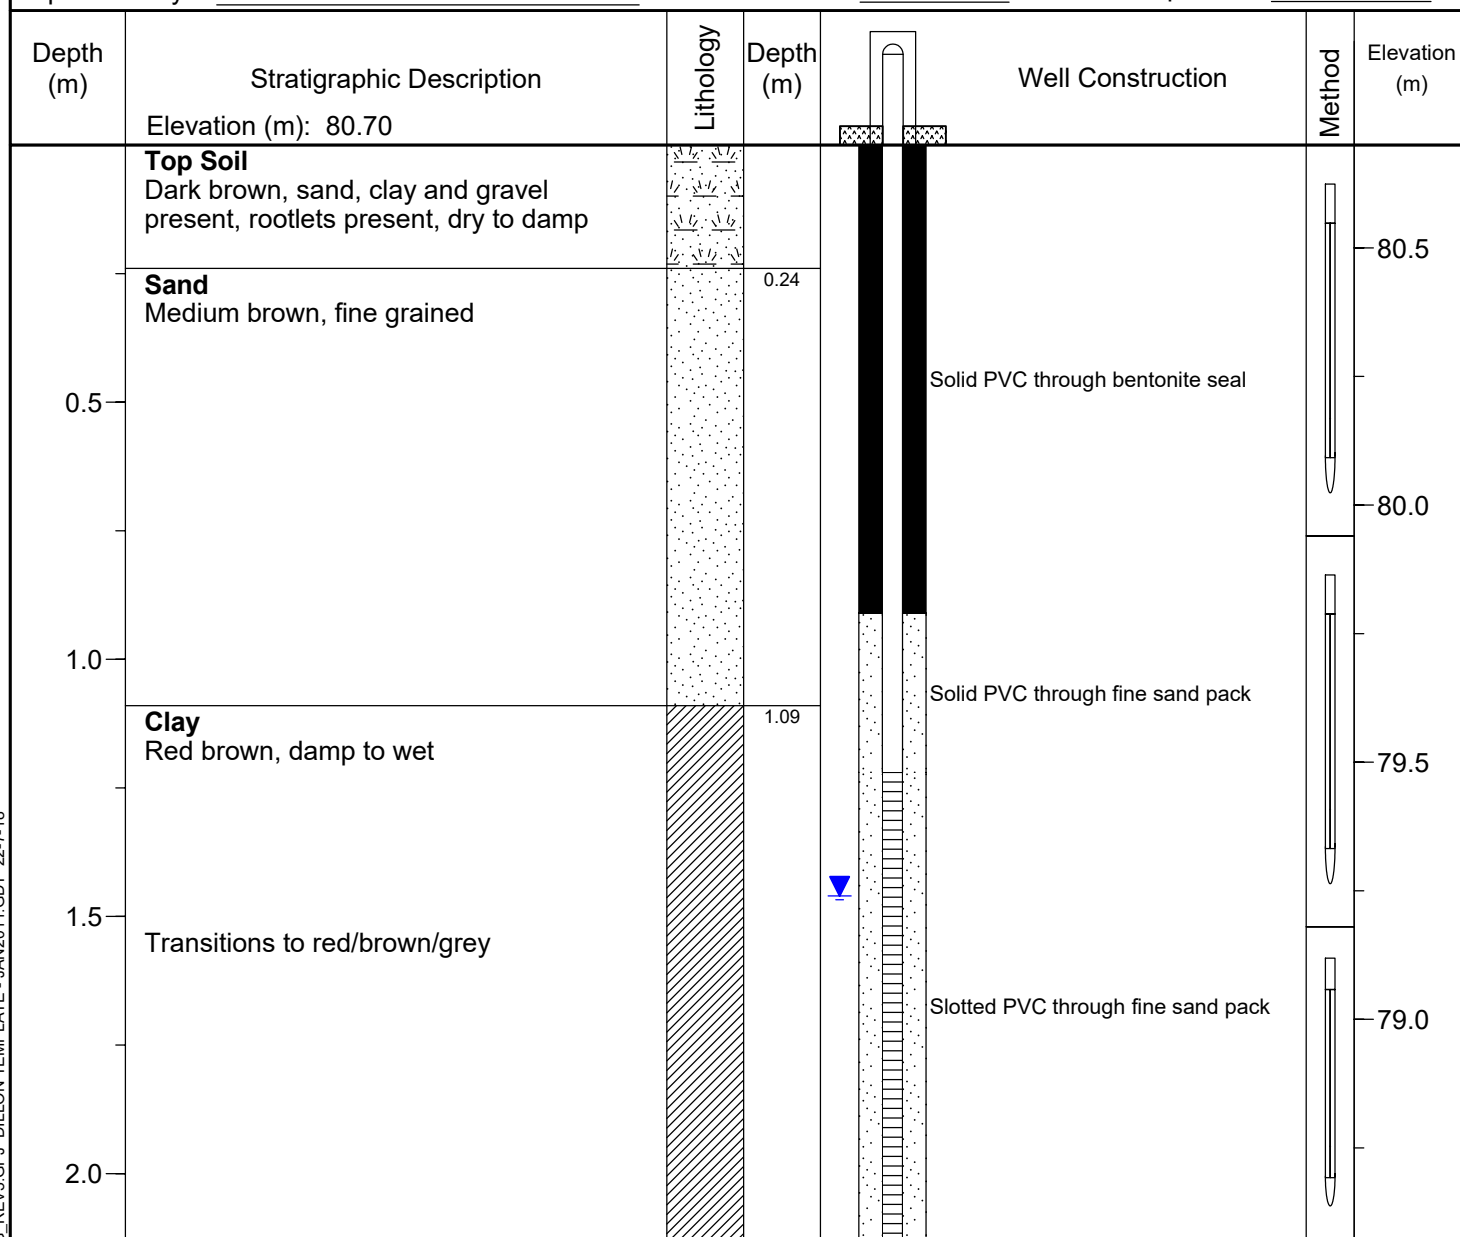 Depth
(m)
Stratigraphic Description
Elevation (m): 80.70
Lithology
Depth
(m)
Well Construction
Method
Elevation
(m)
Top Soil
Dark brown, sand, clay and gravel
present, rootlets present, dry to damp
80.5
0.24
Sand
Medium brown, fine grained
Solid PVC through bentonite seal
0.5
80.0
1.0
Solid PVC through fine sand pack
1.09
Clay
Red brown, damp to wet
79.5
1.5
Transitions to red/brown/grey
Slotted PVC through fine sand pack
79.0
2.0